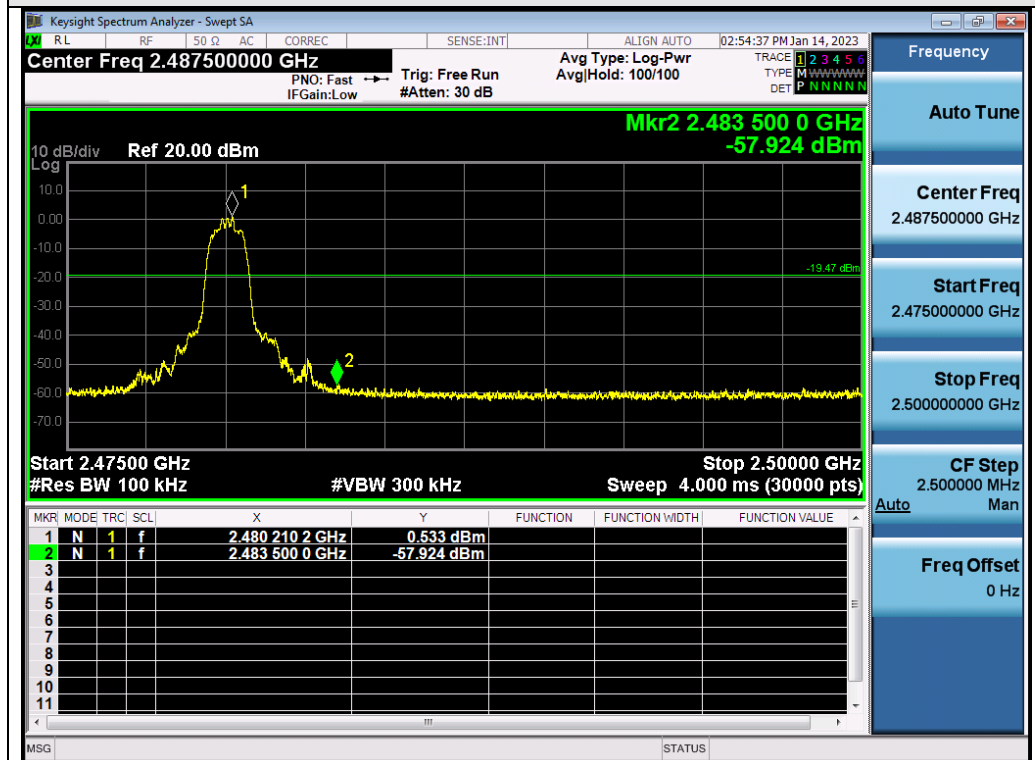 Keysight Spectrum Analyzer - Swept SA
LXI RL RF 50 Ω AC CORREC SENSE:INT ALIGN AUTO 02:54:37 PM Jan 14, 2023
Center Freq 2.487500000 GHz
PNO: Fast
IFGain:Low
Trig: Free Run
#Atten: 30 dB
Avg Type: Log-Pwr
Avg|Hold: 100/100
TRACE 1 2 3 4 5 6
TYPE M W W W W W
DET P N N N N N
Mkr2 2.483 500 0 GHz
-57.924 dBm
10 dB/div Ref 20.00 dBm
Log
10.0
0.00
-10.0
-20.0
-30.0
-40.0
-50.0
-60.0
-70.0
1
-19.47 dBm
2
Start 2.47500 GHz Stop 2.50000 GHz
#Res BW 100 kHz #VBW 300 kHz Sweep 4.000 ms (30000 pts)
MKR MODE TRC SCL X Y FUNCTION FUNCTION WIDTH FUNCTION VALUE
1 N 1 f 2.480 210 2 GHz 0.533 dBm
2 N 1 f 2.483 500 0 GHz -57.924 dBm
3
4
5
6
7
8
9
10
11
MSG STATUS
Frequency
Auto Tune
Center Freq
2.487500000 GHz
Start Freq
2.475000000 GHz
Stop Freq
2.500000000 GHz
CF Step
2.500000 MHz
Auto Man
Freq Offset
0 Hz